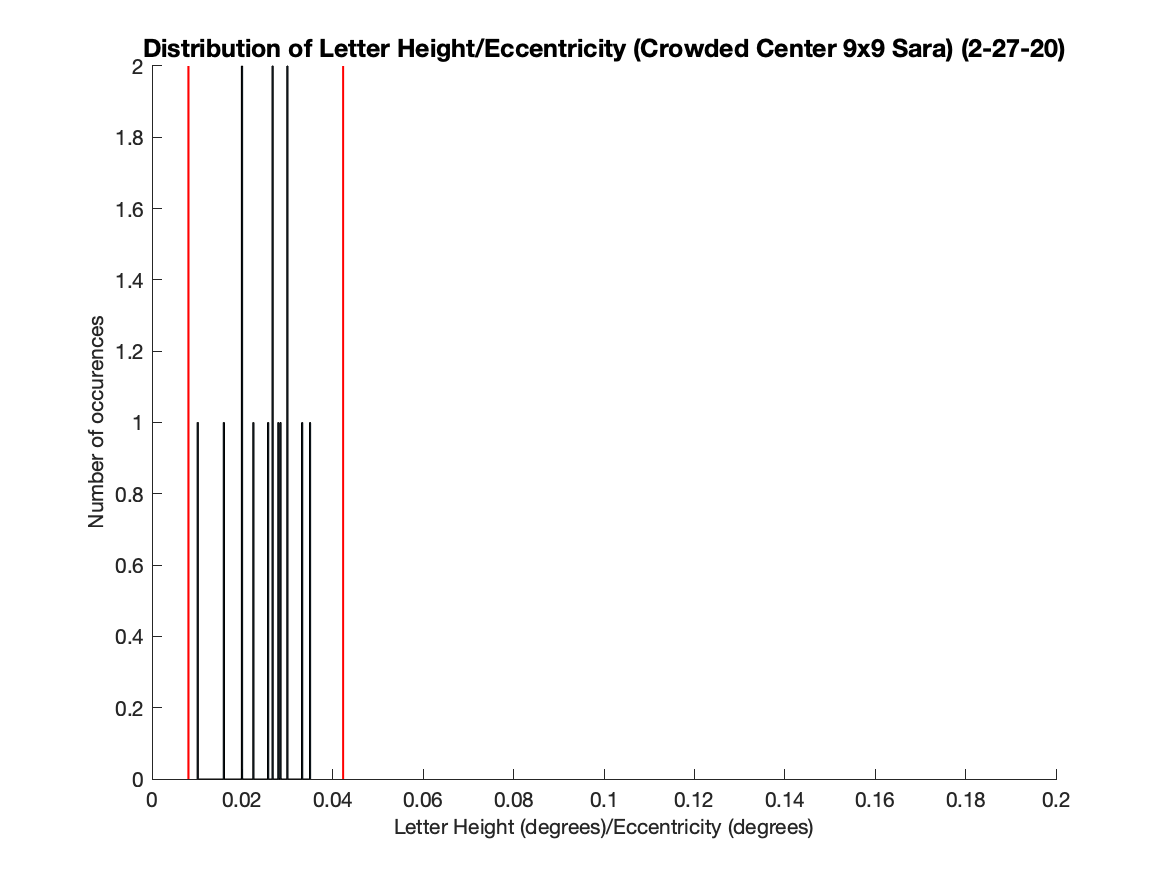 Distribution of Letter Height/Eccentricity (Crowded Center 9x9 Sara) (2-27-20)
2
1.8
1.6
1.4
1.2
1
0.8
0.6
0.4
0.2
0
Number of occurences
0 0.02 0.04 0.06 0.08 0.1 0.12 0.14 0.16 0.18 0.2
Letter Height (degrees)/Eccentricity (degrees)